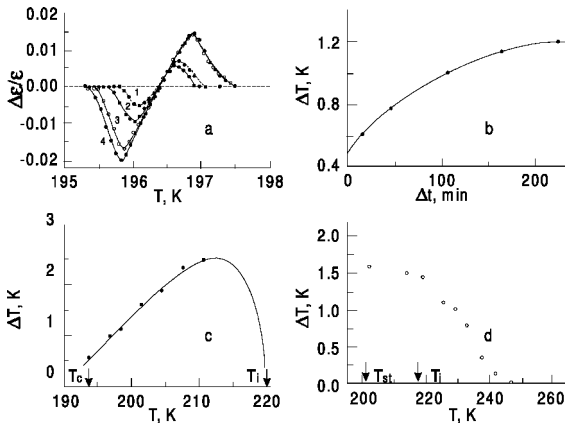 0.02
0.01
0.00
-0.01
-0.02
Δε/ε
1
2
3
4
a
195 196 197 198
T, K
1.6
1.2
0.8
0.4
ΔT, K
b
0 100 200
Δt, min
3
2
1
0
ΔT, K
c
Tc
Ti
190 200 210 220
T, K
2.0
1.5
1.0
0.5
0.0
ΔT, K
d
Tst
Ti
200 220 240 260
T, K